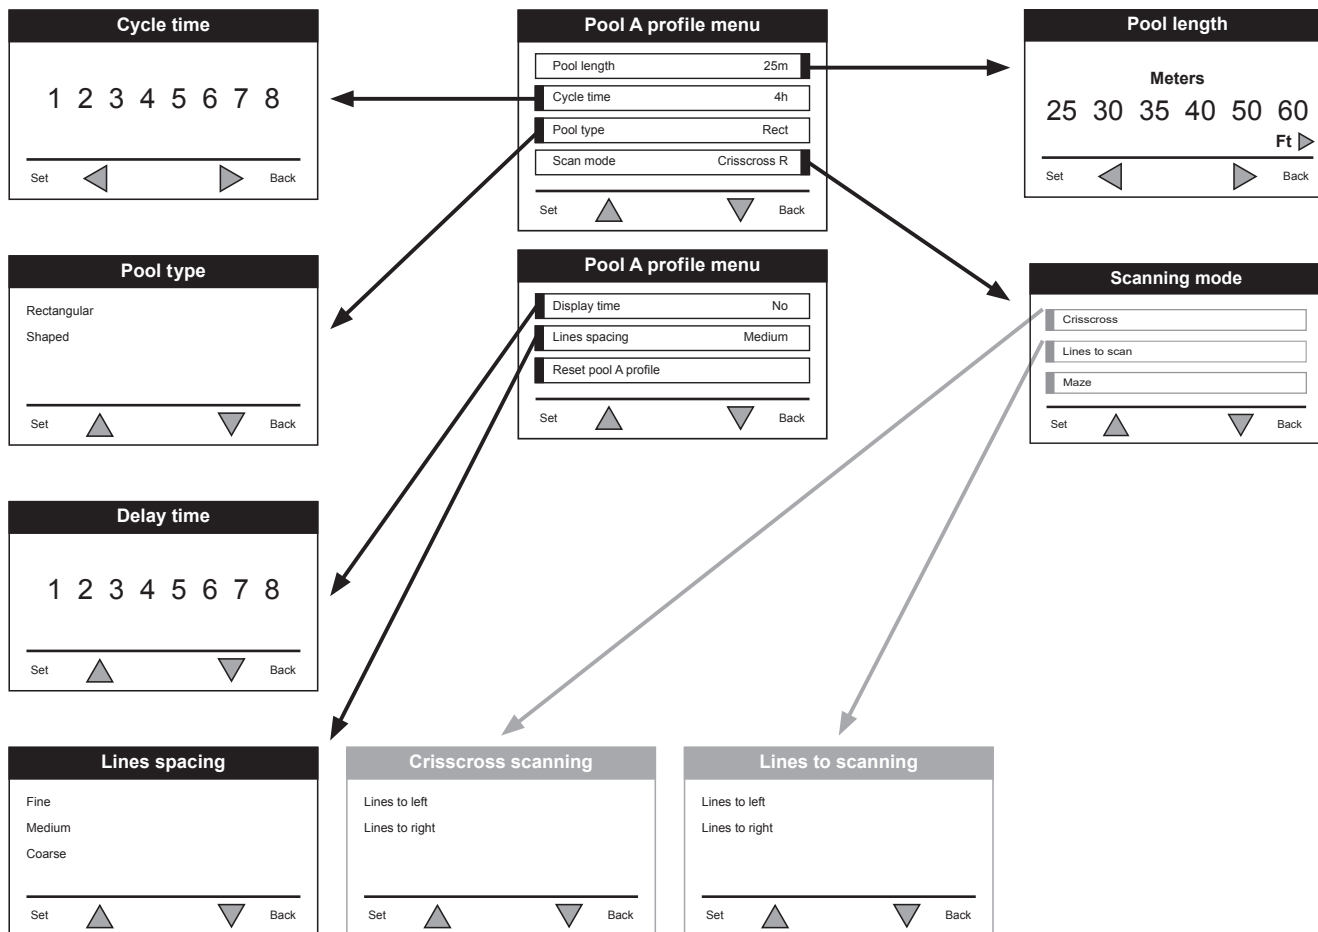 Cycle time
1 2 3 4 5 6 7 8
Set Back
Pool A profile menu
Pool length 25m
Cycle time 4h
Pool type Rect
Scan mode Crisscross R
Set Back
Pool length
Meters
25 30 35 40 50 60
Ft
Set Back
Pool type
Rectangular
Shaped
Set Back
Pool A profile menu
Display time No
Lines spacing Medium
Reset pool A profile
Set Back
Scanning mode
Crisscross
Lines to scan
Maze
Set Back
Delay time
1 2 3 4 5 6 7 8
Set Back
Lines spacing
Fine
Medium
Coarse
Set Back
Crisscross scanning
Lines to left
Lines to right
Set Back
Lines to scanning
Lines to left
Lines to right
Set Back